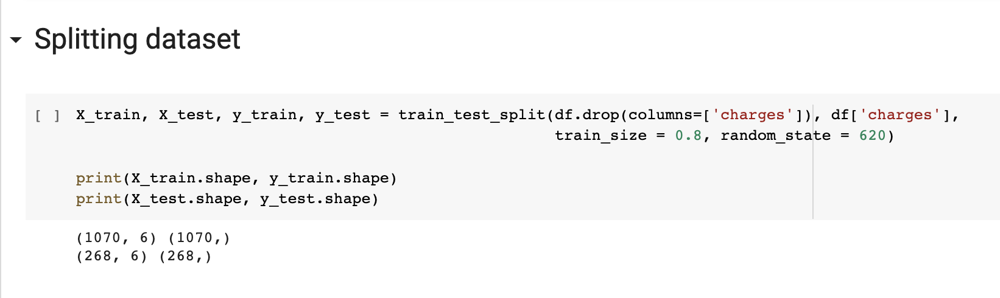 Splitting dataset
[ ] X_train, X_test, y_train, y_test = train_test_split(df.drop(columns=['charges']), df['charges'],
train_size = 0.8, random_state = 620)
print(X_train.shape, y_train.shape)
print(X_test.shape, y_test.shape)
(1070, 6) (1070,)
(268, 6) (268,)